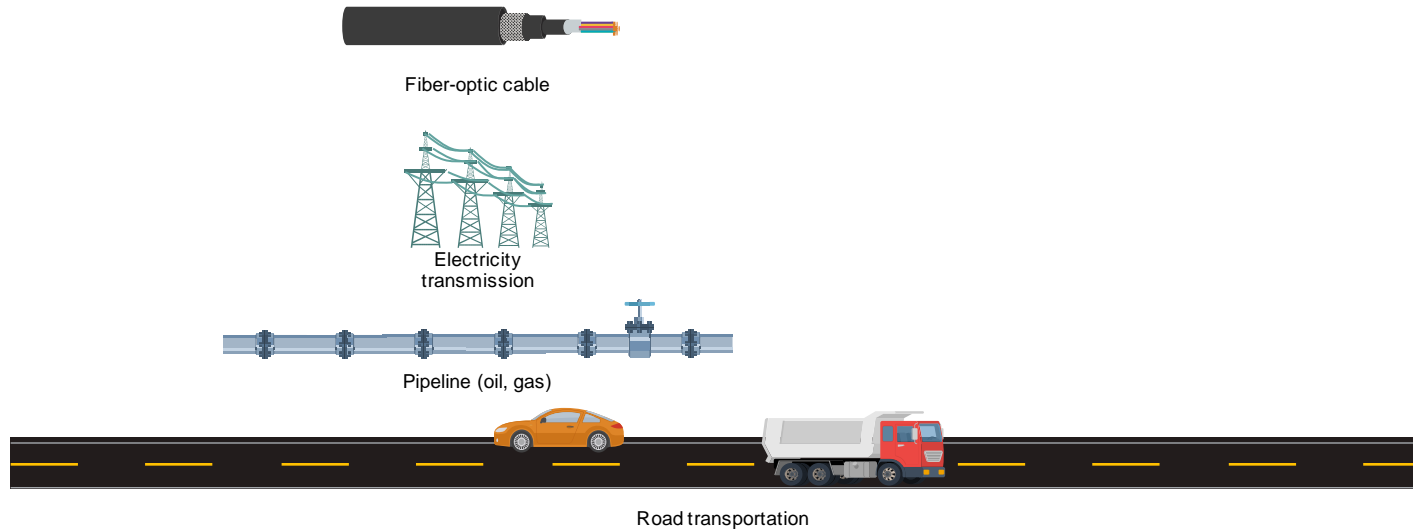 Fiber-optic cable
Electricity
transmission
Pipeline (oil, gas)
Road transportation